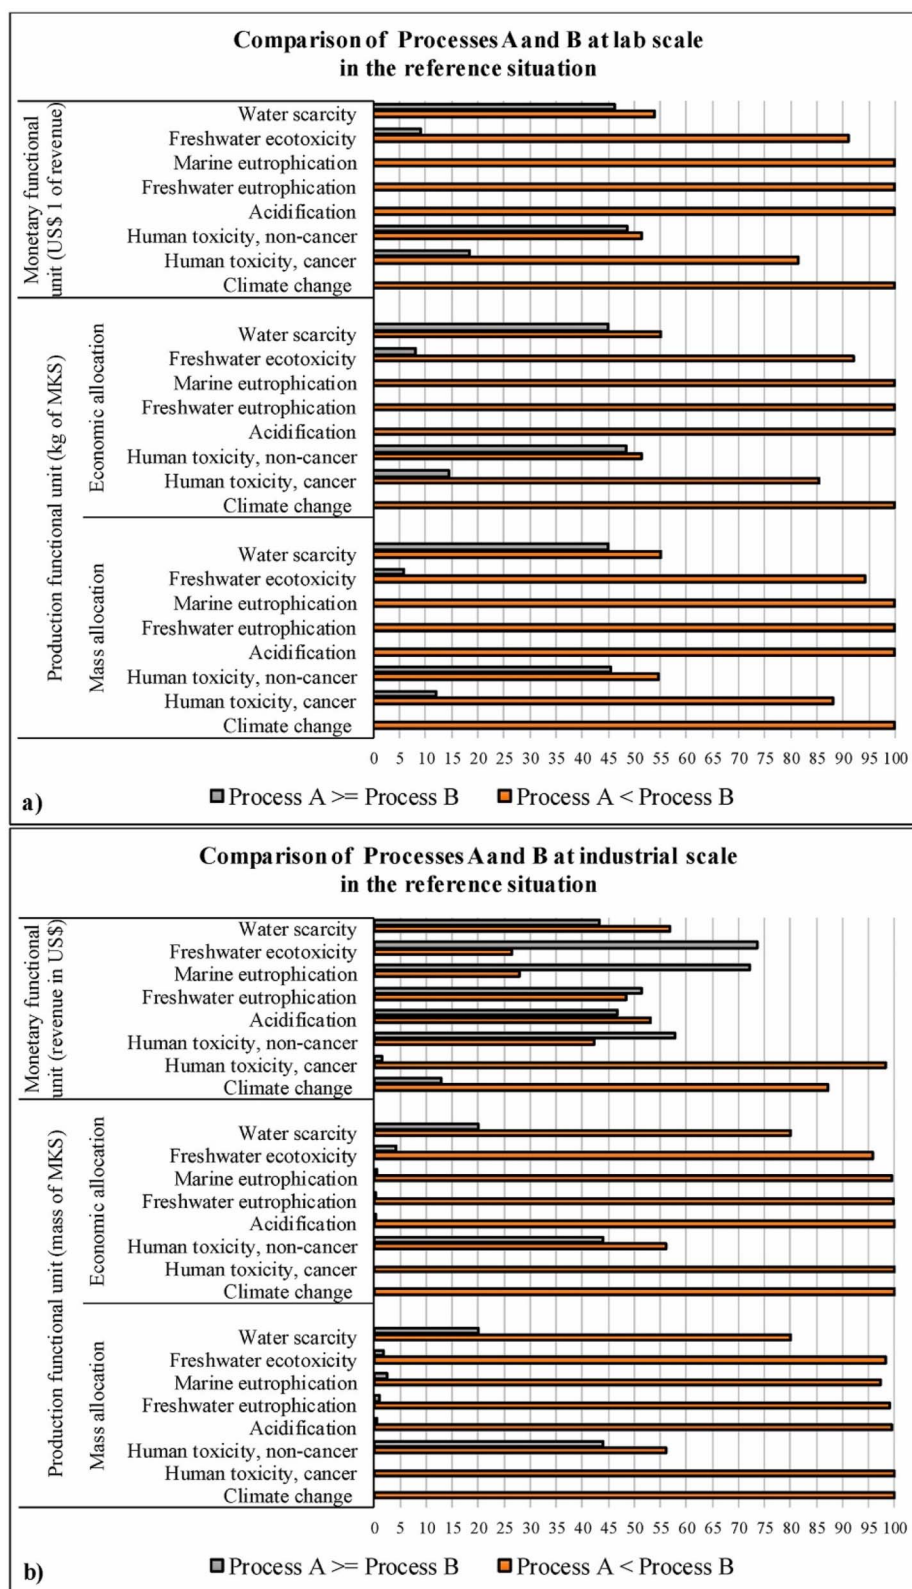 Comparison of Processes A and B at lab scale
in the reference situation
Monetary functional
unit (US$ 1 of revenue)
Water scarcity
Freshwater ecotoxicity
Marine eutrophication
Freshwater eutrophication
Acidification
Human toxicity, non-cancer
Human toxicity, cancer
Climate change
Production functional unit (kg of MKS)
Economic allocation
Water scarcity
Freshwater ecotoxicity
Marine eutrophication
Freshwater eutrophication
Acidification
Human toxicity, non-cancer
Human toxicity, cancer
Climate change
Mass allocation
Water scarcity
Freshwater ecotoxicity
Marine eutrophication
Freshwater eutrophication
Acidification
Human toxicity, non-cancer
Human toxicity, cancer
Climate change
0 5 10 15 20 25 30 35 40 45 50 55 60 65 70 75 80 85 90 95 100
Process A >= Process B Process A < Process B
a)
Comparison of Processes A and B at industrial scale
in the reference situation
Monetary functional
unit (revenue in US$)
Water scarcity
Freshwater ecotoxicity
Marine eutrophication
Freshwater eutrophication
Acidification
Human toxicity, non-cancer
Human toxicity, cancer
Climate change
Production functional unit (mass of MKS)
Economic allocation
Water scarcity
Freshwater ecotoxicity
Marine eutrophication
Freshwater eutrophication
Acidification
Human toxicity, non-cancer
Human toxicity, cancer
Climate change
Mass allocation
Water scarcity
Freshwater ecotoxicity
Marine eutrophication
Freshwater eutrophication
Acidification
Human toxicity, non-cancer
Human toxicity, cancer
Climate change
0 5 10 15 20 25 30 35 40 45 50 55 60 65 70 75 80 85 90 95 100
Process A >= Process B Process A < Process B
b)